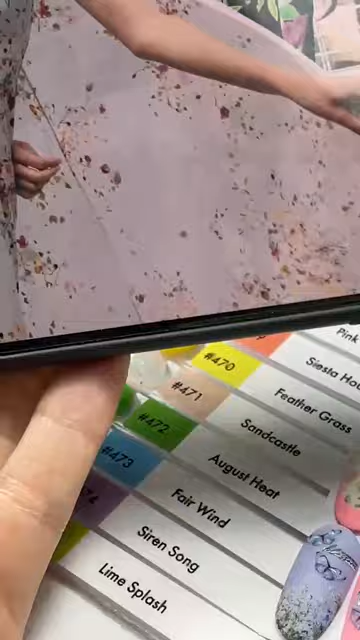 Pink
#470 Siesta Hou
#471 Feather Grass
#472 Sandcastle
#473 August Heat
Fair Wind
Siren Song
Lime Splash